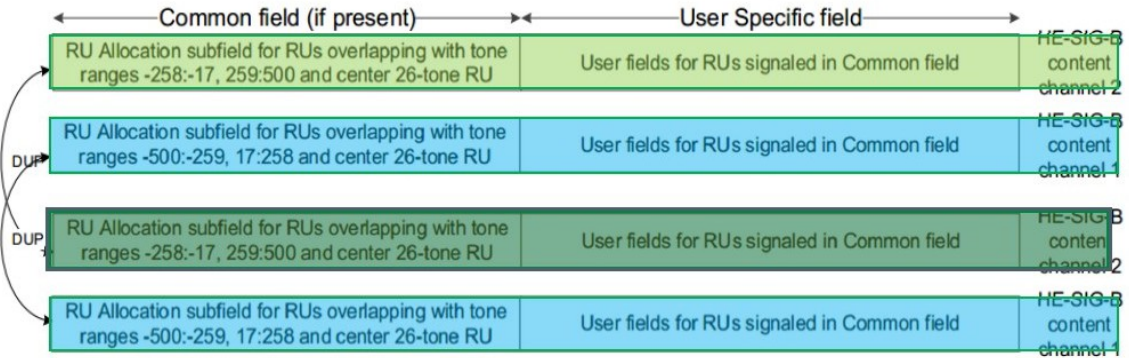 Common field (if present)
User Specific field
RU Allocation subfield for RUs overlapping with tone
ranges -258:-17, 259:500 and center 26-tone RU
User fields for RUs signaled in Common field
HE-SIG-B
content
channel 2
RU Allocation subfield for RUs overlapping with tone
ranges -500:-259, 17:258 and center 26-tone RU
User fields for RUs signaled in Common field
HE-SIG-B
content
channel 1
DUP
RU Allocation subfield for RUs overlapping with tone
ranges -258:-17, 259:500 and center 26-tone RU
User fields for RUs signaled in Common field
HE-SIG-B
content
channel 2
DUP
RU Allocation subfield for RUs overlapping with tone
ranges -500:-259, 17:258 and center 26-tone RU
User fields for RUs signaled in Common field
HE-SIG-B
content
channel 1